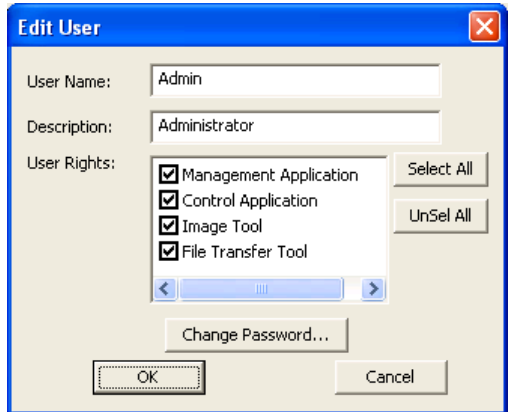 Edit User
User Name: Admin
Description: Administrator
User Rights:
Management Application
Control Application
Image Tool
File Transfer Tool
Select All
UnSel All
Change Password...
OK Cancel